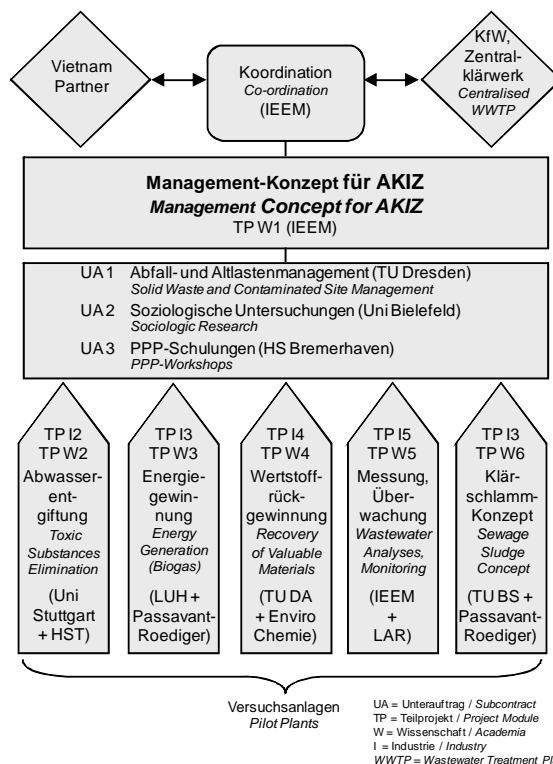 Vietnam
Partner
Koordination
Co-ordination
(IEEM)
KfW,
Zentral-
klärwerk
Centralised
WWTP
Management-Konzept für AKIZ
Management Concept for AKIZ
TP W1 (IEEM)
UA 1 Abfall- und Altlastenmanagement (TU Dresden)
Solid Waste and Contaminated Site Management
UA 2 Soziologische Untersuchungen (Uni Bielefeld)
Sociologic Research
UA 3 PPP-Schulungen (HS Bremerhaven)
PPP-Workshops
TP I2
TP W2
Abwasser-
ent-
giftung
Toxic
Substances
Elimination
(Uni
Stuttgart
+ HST)
TP I3
TP W3
Energie-
gewin-
nung
Energy
Generation
(Biogas)
(LUH +
Passavant-
Roediger)
TP I4
TP W4
Wertstoff-
rück-
gewinnung
Recovery
of Valuable
Materials
(TU DA
+ Enviro
Chemie)
TP I5
TP W5
Messung,
Über-
wachung
Wastewater
Analyses,
Monitoring
(IEEM
+
LAR)
TP I3
TP W6
Klär-
schlamm-
Konzept
Sewage
Sludge
Concept
(TU BS +
Passavant-
Roediger)
Versuchsanlagen
Pilot Plants
UA = Unterauftrag / Subcontract
TP = Teilprojekt / Project Module
W = Wissenschaft / Academia
I = Industrie / Industry
WWTP = Wastewater Treatment Pl